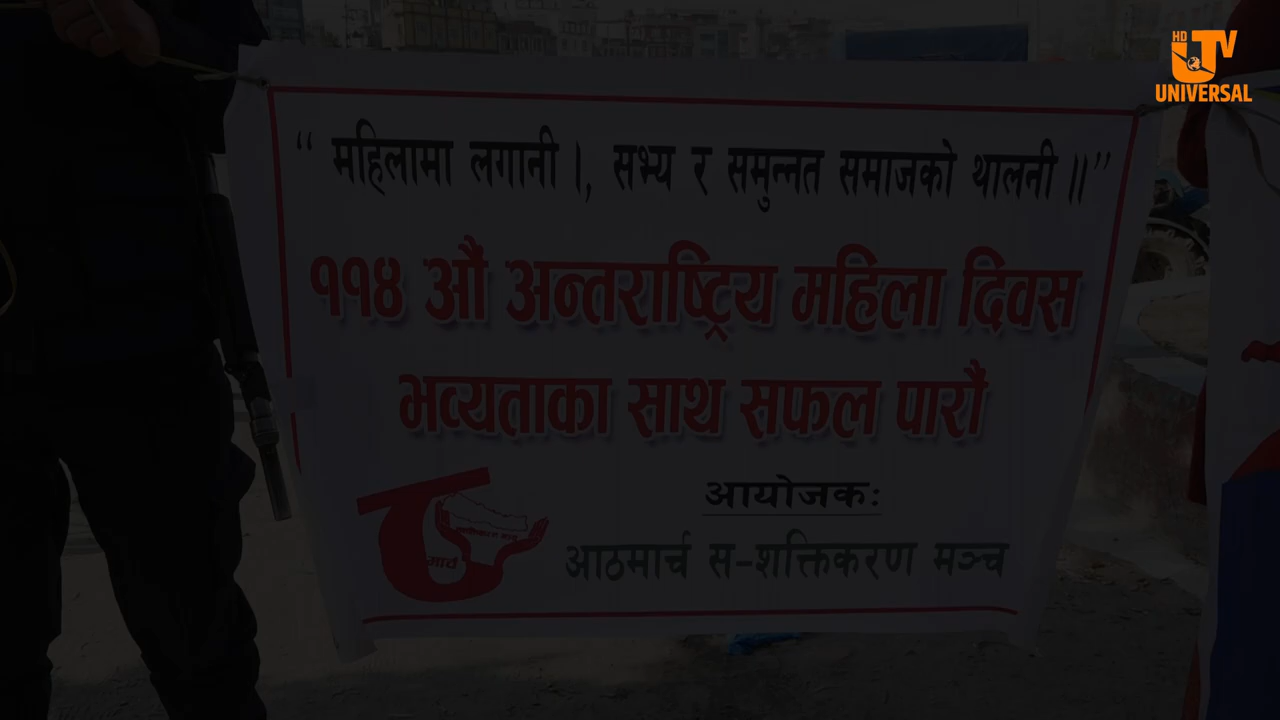 HD UTV
UNIVERSAL
“ महिलामा लगानी ।, सभ्य र समुन्नत समाजको थालनी ॥”
११४ औं अन्तराष्ट्रिय महिला दिवस
भव्यताका साथ सफल पारौं
आयोजकः
मार्च
आठमार्च स-शक्तिकरण मञ्च